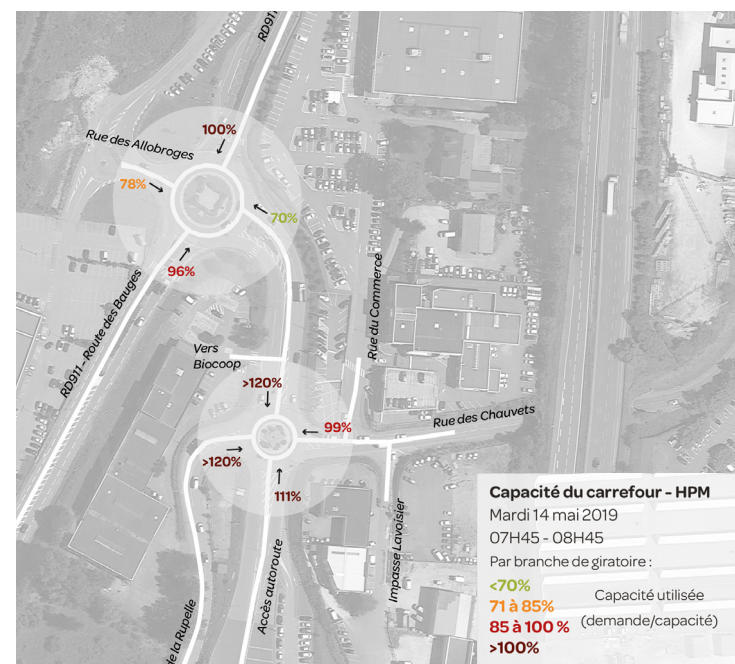 RD911
Rue des Allobroges
100%
78%
70%
96%
RD911 - Route des Bauges
Rue du Commerce
Vers
Biocoop
>120%
99%
Rue des Chauvets
>120%
111%
Impasse Lavoisier
Accès autoroute
de la Rupelle
Capacité du carrefour - HPM
Mardi 14 mai 2019
07H45 - 08H45
Par branche de giratoire :
<70%
71 à 85%
85 à 100 %
>100%
Capacité utilisée
(demande/capacité)